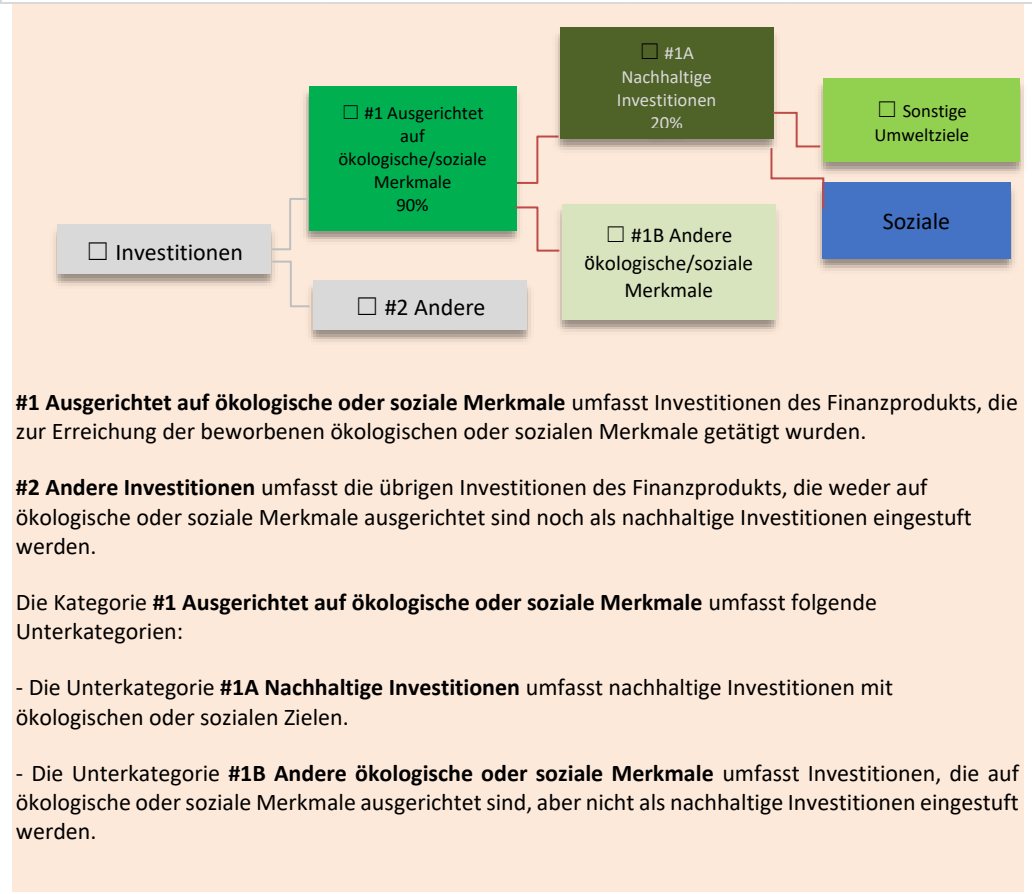 ☐ #1A
Nachhaltige
Investitionen
20%
☐ Sonstige
Umweltziele
☐ #1 Ausgerichtet
auf
ökologische/soziale
Merkmale
90%
Soziale
☐ Investitionen
☐ #1B Andere
ökologische/soziale
Merkmale
☐ #2 Andere
#1 Ausgerichtet auf ökologische oder soziale Merkmale umfasst Investitionen des Finanzprodukts, die
zur Erreichung der beworbenen ökologischen oder sozialen Merkmale getätigt wurden.
#2 Andere Investitionen umfasst die übrigen Investitionen des Finanzprodukts, die weder auf
ökologische oder soziale Merkmale ausgerichtet sind noch als nachhaltige Investitionen eingestuft
werden.
Die Kategorie #1 Ausgerichtet auf ökologische oder soziale Merkmale umfasst folgende
Unterkategorien:
- Die Unterkategorie #1A Nachhaltige Investitionen umfasst nachhaltige Investitionen mit
ökologischen oder sozialen Zielen.
- Die Unterkategorie #1B Andere ökologische oder soziale Merkmale umfasst Investitionen, die auf
ökologische oder soziale Merkmale ausgerichtet sind, aber nicht als nachhaltige Investitionen eingestuft
werden.